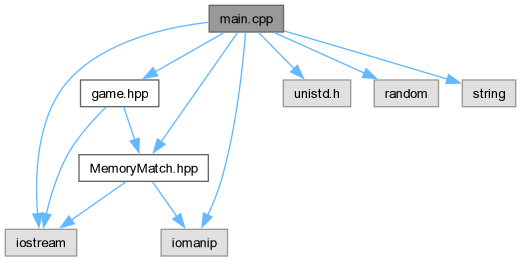 main.cpp
game.hpp
unistd.h
random
string
MemoryMatch.hpp
iostream
iomanip